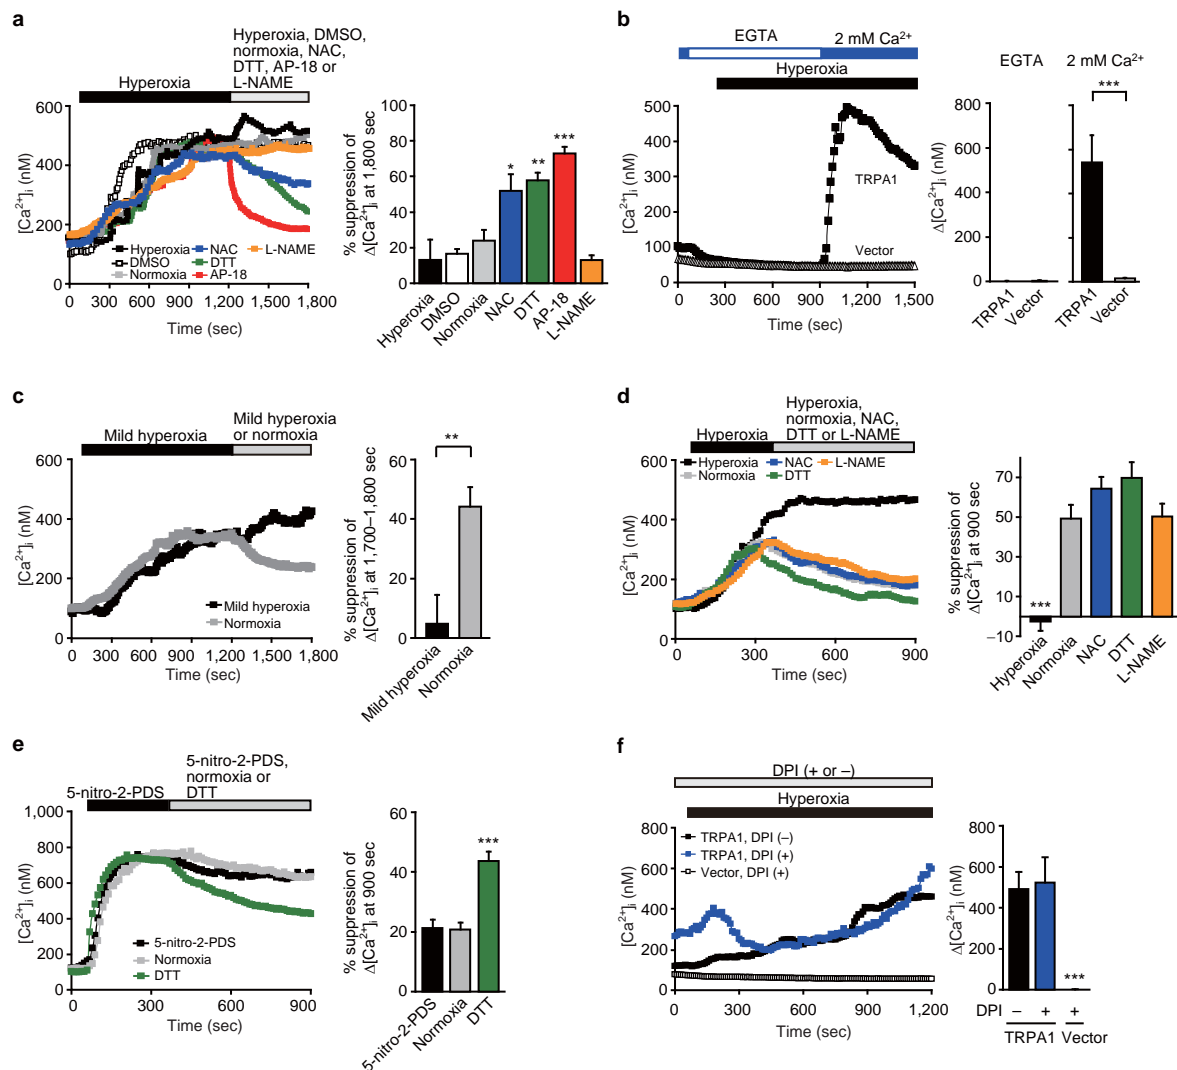 a
Hyperoxia, DMSO,
normoxia, NAC,
DTT, AP-18 or
L-NAME
Hyperoxia
600
400
200
0
[Ca²⁺]ᵢ (nM)
Hyperoxia
DMSO
Normoxia
NAC
DTT
AP-18
L-NAME
0 300 600 900 1,200 1,800
Time (sec)
% suppression of
Δ[Ca²⁺]ᵢ at 1,800 sec
80
60
40
20
0
*
**
***
Hyperoxia
DMSO
Normoxia
NAC
DTT
AP-18
L-NAME
b
EGTA
2 mM Ca²⁺
Hyperoxia
500
400
300
200
100
0
[Ca²⁺]ᵢ (nM)
TRPA1
Vector
0 300 600 900 1,200 1,500
Time (sec)
EGTA
2 mM Ca²⁺
***
800
600
400
200
0
Δ[Ca²⁺]ᵢ (nM)
TRPA1
Vector
TRPA1
Vector
c
Mild hyperoxia
Mild hyperoxia
or normoxia
600
400
200
0
[Ca²⁺]ᵢ (nM)
Mild hyperoxia
Normoxia
0 300 600 900 1,200 1,800
Time (sec)
% suppression of
Δ[Ca²⁺]ᵢ at 1,700–1,800 sec
60
40
20
0
**
Mild hyperoxia
Normoxia
d
Hyperoxia,
normoxia, NAC,
DTT or L-NAME
Hyperoxia
600
400
200
0
[Ca²⁺]ᵢ (nM)
Hyperoxia
Normoxia
NAC
DTT
L-NAME
0 300 600 900
Time (sec)
% suppression of
Δ[Ca²⁺]ᵢ at 900 sec
70
50
30
10
−10
***
Hyperoxia
Normoxia
NAC
DTT
L-NAME
e
5-nitro-2-PDS,
normoxia or
DTT
5-nitro-2-PDS
1,000
800
600
400
200
0
[Ca²⁺]ᵢ (nM)
5-nitro-2-PDS
Normoxia
DTT
0 300 600 900
Time (sec)
% suppression of
Δ[Ca²⁺]ᵢ at 900 sec
60
40
20
0
***
5-nitro-2-PDS
Normoxia
DTT
f
DPI (+ or –)
Hyperoxia
800
600
400
200
0
[Ca²⁺]ᵢ (nM)
TRPA1, DPI (–)
TRPA1, DPI (+)
Vector, DPI (+)
0 300 600 900 1,200
Time (sec)
800
600
400
200
0
Δ[Ca²⁺]ᵢ (nM)
***
DPI – + +
TRPA1 Vector